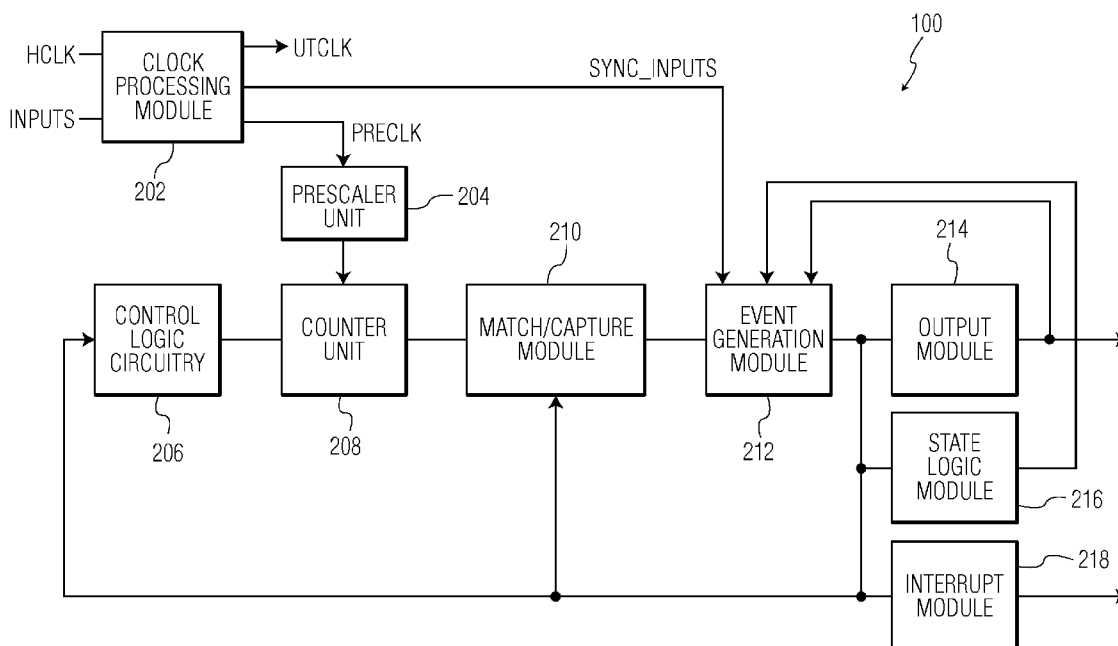 100
HCLK
INPUTS
CLOCK
PROCESSING
MODULE
202
UTCLK
SYNC_INPUTS
PRECLK
PRESCALER
UNIT
204
CONTROL
LOGIC
CIRCUITRY
206
COUNTER
UNIT
208
210
MATCH/CAPTURE
MODULE
EVENT
GENERATION
MODULE
212
214
OUTPUT
MODULE
STATE
LOGIC
MODULE
216
218
INTERRUPT
MODULE